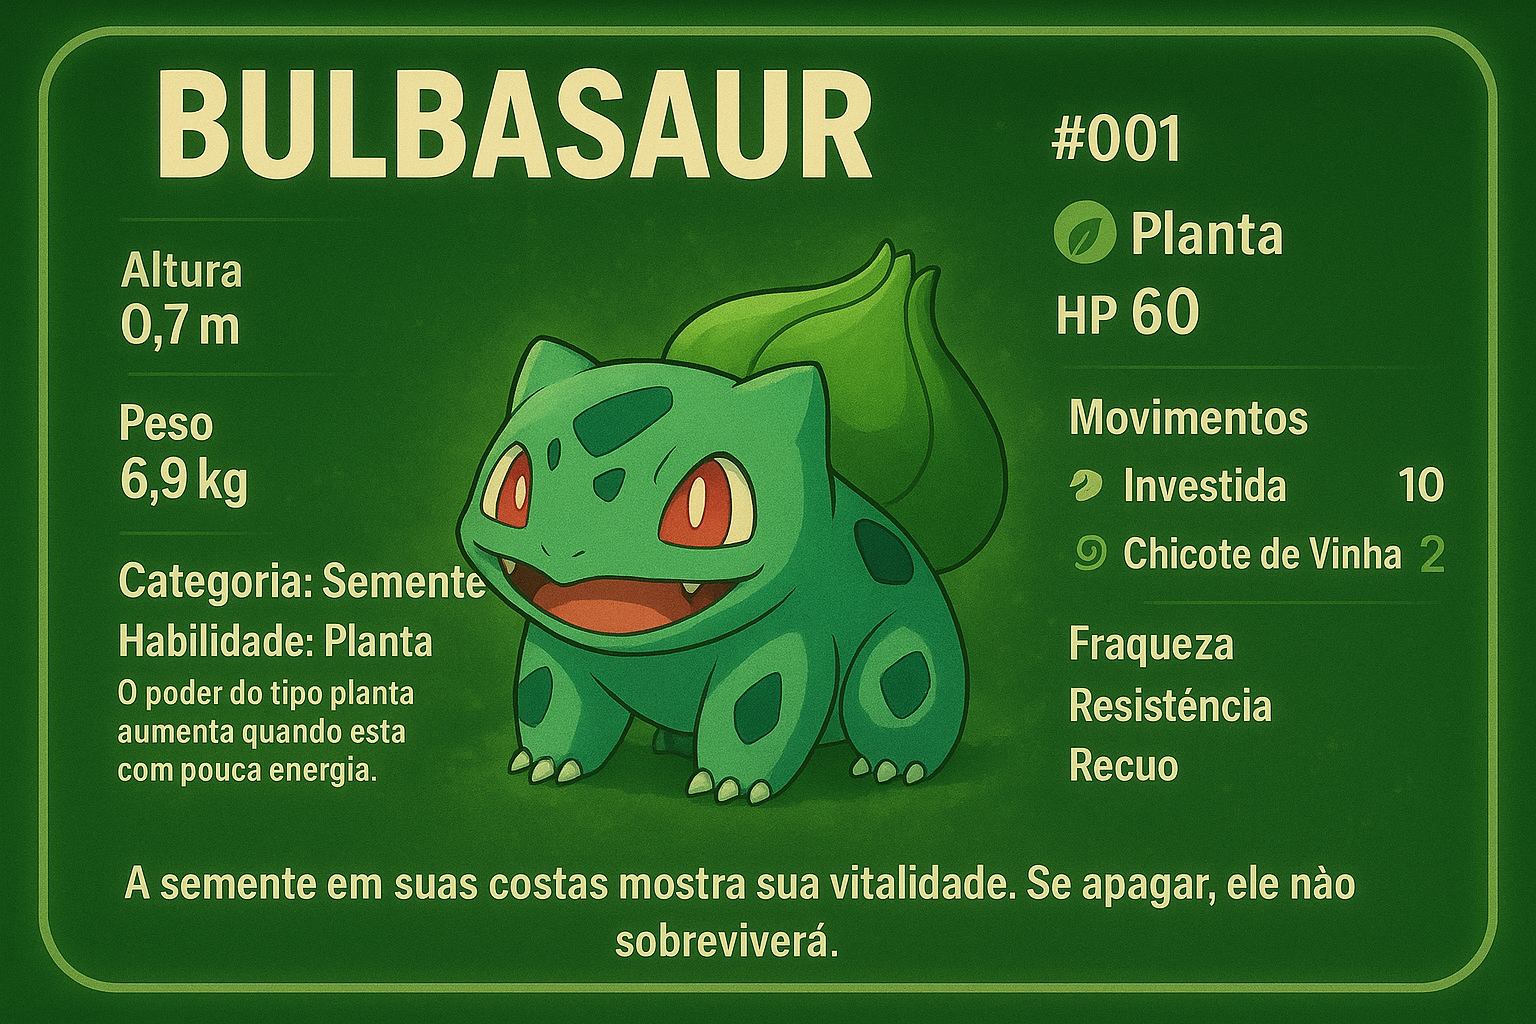 BULBASAUR
#001
Planta
HP 60
Altura
0,7 m
Peso
6,9 kg
Categoria: Semente
Habilidade: Planta
O poder do tipo planta
aumenta quando esta
com pouca energia.
Movimentos
Investida 10
Chicote de Vinha 2
Fraqueza
Resisténcia
Recuo
A semente em suas costas mostra sua vitalidade. Se apagar, ele nào
sobreviverá.